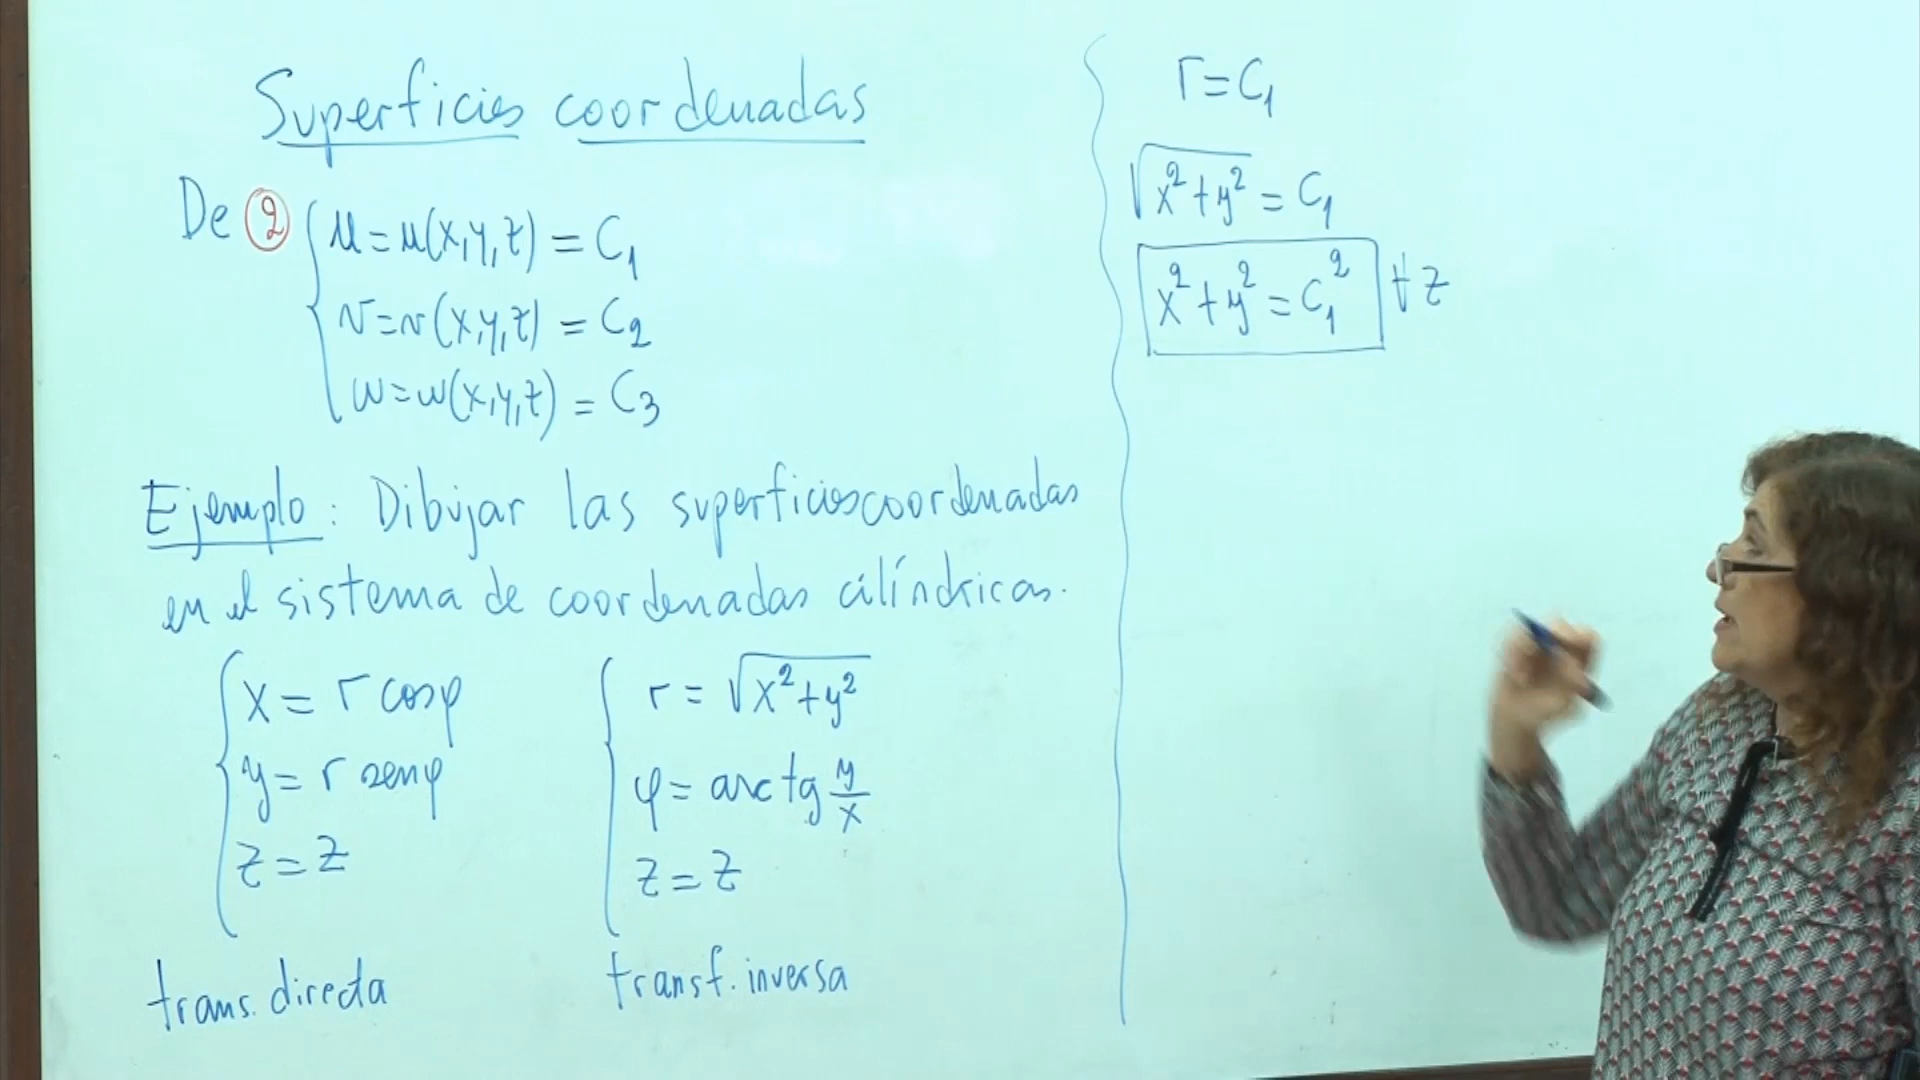 Superficies coordenadas
De ② { u = u(x,y,z) = C₁
v = v(x,y,z) = C₂
w = w(x,y,z) = C₃
Ejemplo: Dibujar las superficies coordenadas
en el sistema de coordenadas cilíndricas.
x = r cosφ
y = r senφ
z = z
trans. directa
r = √x²+y²
φ = arctg y/x
z = z
transf. inversa
r = C₁
√x²+y² = C₁
x²+y² = C₁² ∀ z